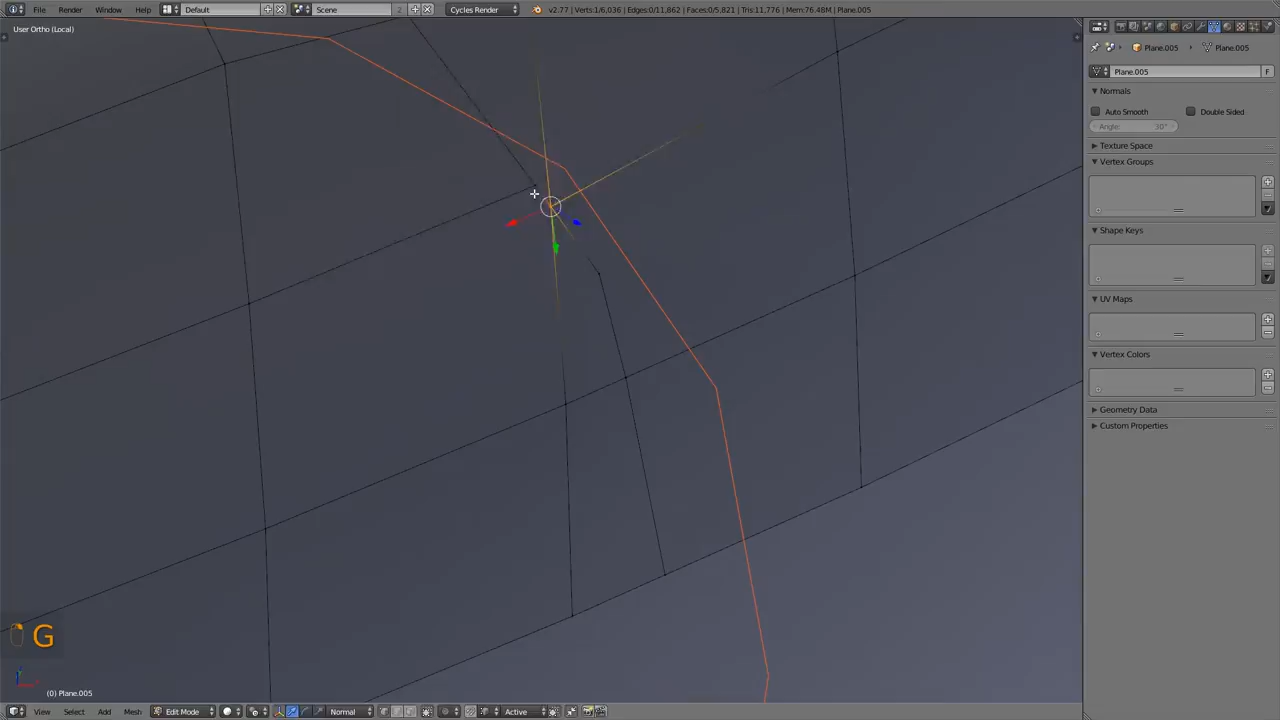 File Render Window Help Default Scene 2 Cycles Render v2.77 | Verts:1/6,036 | Edges:0/11,862 | Faces:0/5,821 | Tris:11,776 | Mem:76.48M | Plane.005
User Ortho (Local)
Plane.005 Plane.005
Plane.005 F
Normals
Auto Smooth Double Sided
Angle: 30°
Texture Space
Vertex Groups
Shape Keys
UV Maps
Vertex Colors
Geometry Data
Custom Properties
G
(0) Plane.005
View Select Add Mesh Edit Mode Normal Active